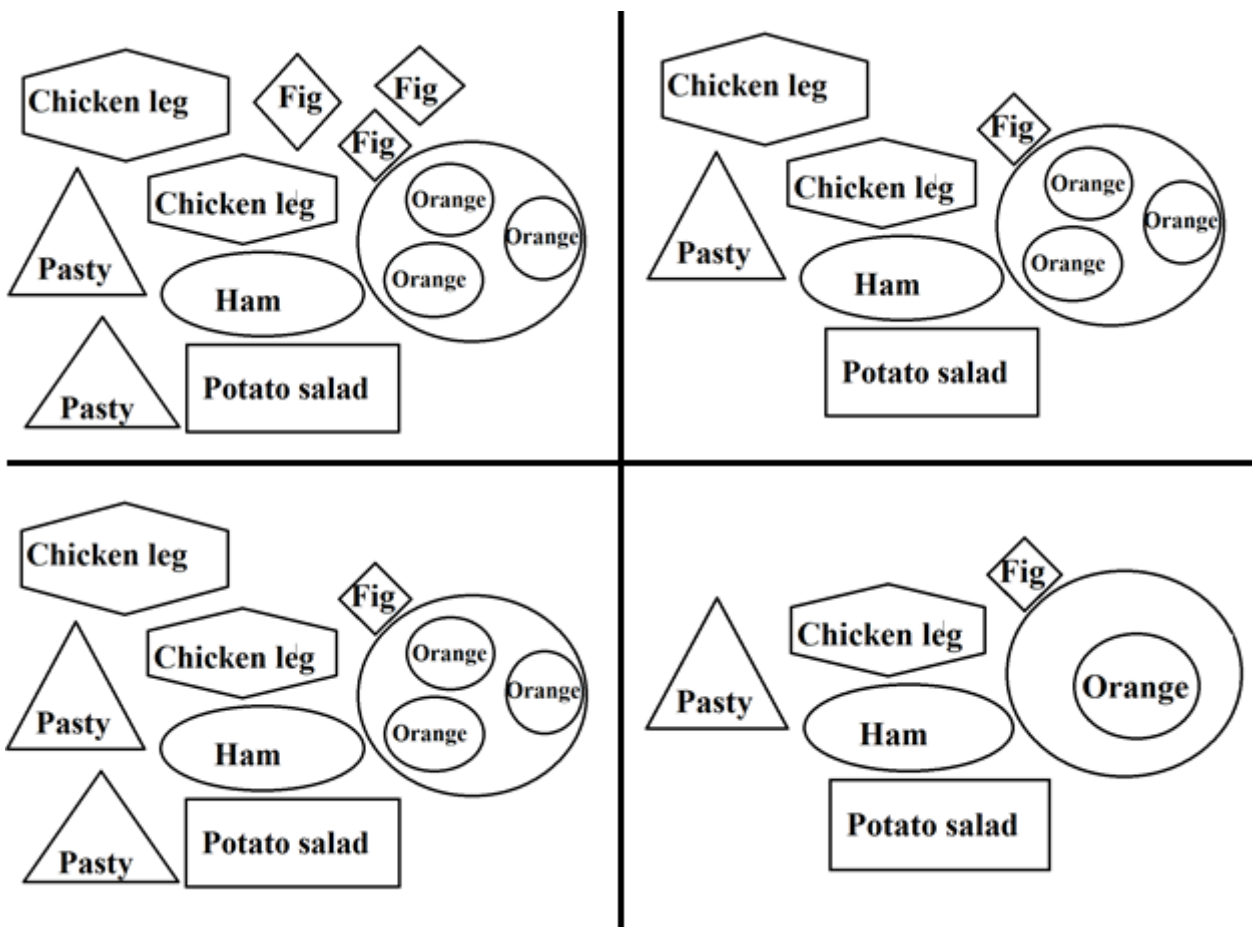 Chicken leg
Fig
Fig
Fig
Chicken leg
Orange
Orange
Orange
Pasty
Ham
Potato salad
Pasty
Chicken leg
Fig
Chicken leg
Orange
Orange
Orange
Pasty
Ham
Potato salad
Chicken leg
Fig
Chicken leg
Orange
Orange
Orange
Pasty
Ham
Potato salad
Pasty
Fig
Chicken leg
Orange
Pasty
Ham
Potato salad